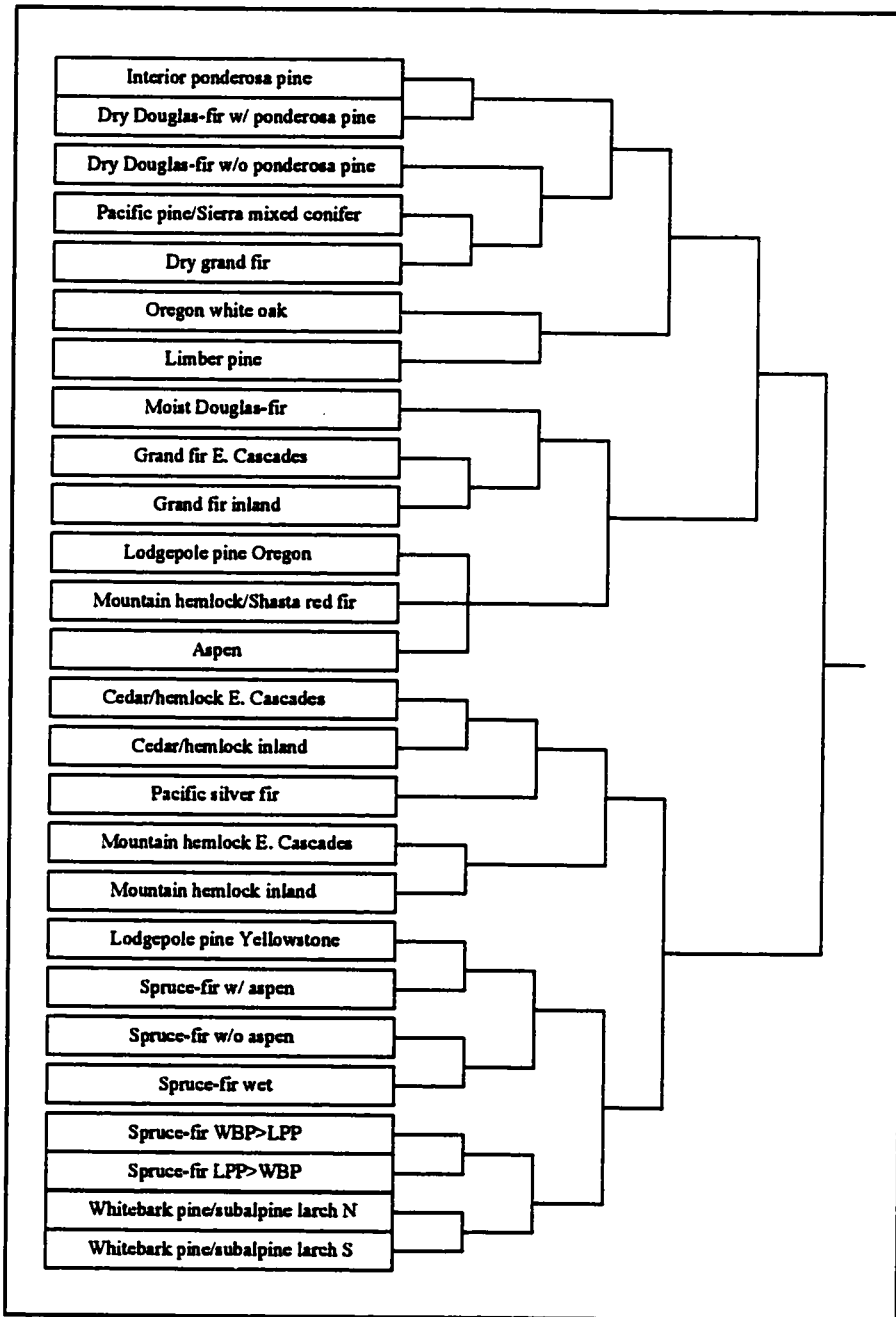 Interior ponderosa pine
Dry Douglas-fir w/ ponderosa pine
Dry Douglas-fir w/o ponderosa pine
Pacific pine/Sierra mixed conifer
Dry grand fir
Oregon white oak
Limber pine
Moist Douglas-fir
Grand fir E. Cascades
Grand fir inland
Lodgepole pine Oregon
Mountain hemlock/Shasta red fir
Aspen
Cedar/hemlock E. Cascades
Cedar/hemlock inland
Pacific silver fir
Mountain hemlock E. Cascades
Mountain hemlock inland
Lodgepole pine Yellowstone
Spruce-fir w/ aspen
Spruce-fir w/o aspen
Spruce-fir wet
Spruce-fir WBP>LPP
Spruce-fir LPP>WBP
Whitebark pine/subalpine larch N
Whitebark pine/subalpine larch S